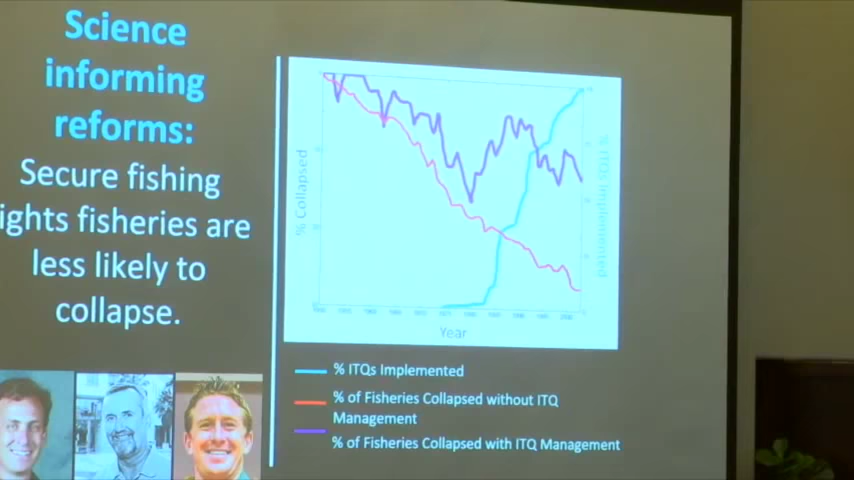 Science
informing
reforms:
Secure fishing
ights fisheries are
less likely to
collapse.
% Collapsed
% ITQs Implemented
Year
% ITQs Implemented
% of Fisheries Collapsed without ITQ
Management
% of Fisheries Collapsed with ITQ Management